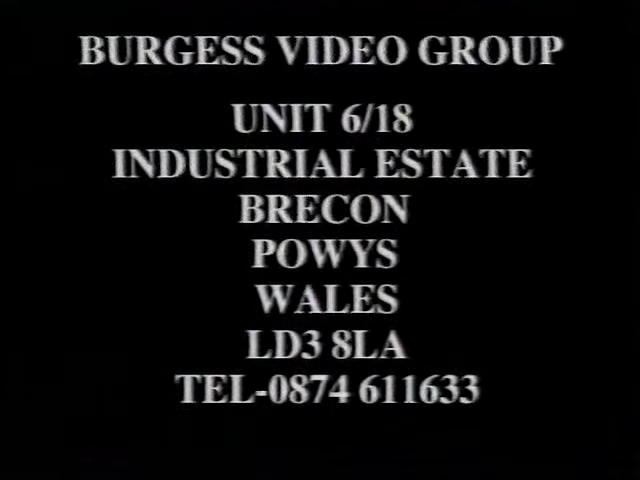 BURGESS VIDEO GROUP
UNIT 6/18
INDUSTRIAL ESTATE
BRECON
POWYS
WALES
LD3 8LA
TEL-0874 611633